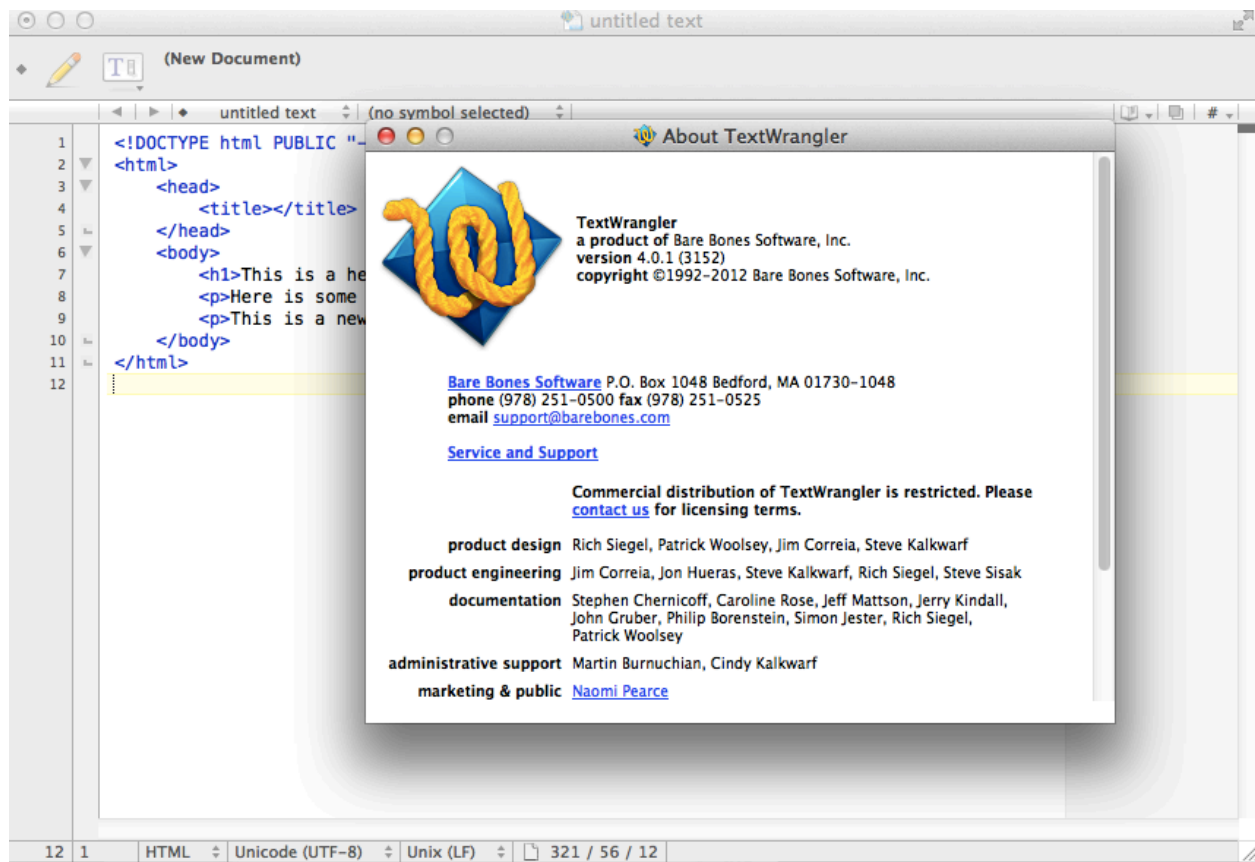 untitled text
(New Document)
untitled text (no symbol selected) #
About TextWrangler
1 <!DOCTYPE html PUBLIC "-
2 <html>
3 <head>
4 <title></title>
5 </head>
6 <body>
7 <h1>This is a he
8 <p>Here is some
9 <p>This is a new
10 </body>
11 </html>
12
TextWrangler
a product of Bare Bones Software, Inc.
version 4.0.1 (3152)
copyright ©1992–2012 Bare Bones Software, Inc.
Bare Bones Software P.O. Box 1048 Bedford, MA 01730–1048
phone (978) 251–0500 fax (978) 251–0525
email support@barebones.com
Service and Support
Commercial distribution of TextWrangler is restricted. Please
contact us for licensing terms.
product design Rich Siegel, Patrick Woolsey, Jim Correia, Steve Kalkwarf
product engineering Jim Correia, Jon Hueras, Steve Kalkwarf, Rich Siegel, Steve Sisak
documentation Stephen Chernicoff, Caroline Rose, Jeff Mattson, Jerry Kindall,
John Gruber, Philip Borenstein, Simon Jester, Rich Siegel,
Patrick Woolsey
administrative support Martin Burnuchian, Cindy Kalkwarf
marketing & public Naomi Pearce
12 1 HTML Unicode (UTF-8) Unix (LF) 321 / 56 / 12